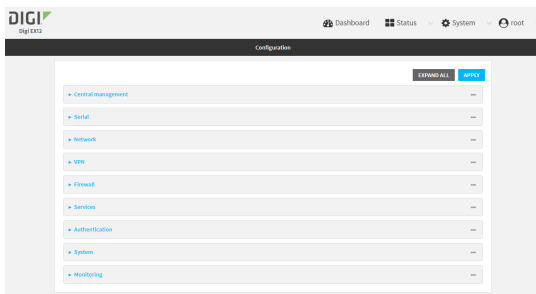 DIGI
Digi EX12
Dashboard Status System root
Configuration
EXPAND ALL APPLY
Central management
Serial
Network
VPN
Firewall
Services
Authentication
System
Monitoring